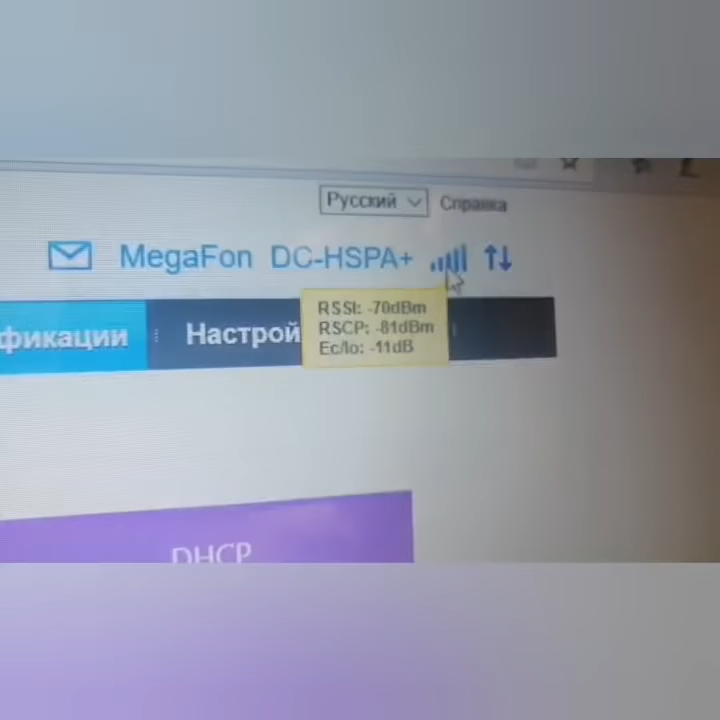 Русский Справка
MegaFon DC-HSPA+
фикации Настрой
RSSI: -70dBm
RSCP: -81dBm
Ec/Io: -11dB
DHCP